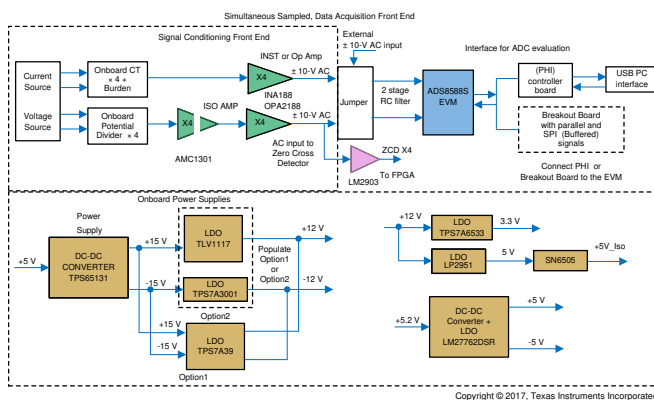 Simultaneous Sampled, Data Acquisition Front End
Signal Conditioning Front End
External
± 10-V AC input
Interface for ADC evaluation
Current
Source
Voltage
Source
Onboard CT
× 4 +
Burden
Onboard
Potential
Divider × 4
X4
ISO AMP
AMC1301
INST or Op Amp
X4
± 10-V AC
INA188
OPA2188
X4
± 10-V AC
AC input to
Zero Cross
Detector
Jumper
2 stage
RC filter
ADS8588S
EVM
(PHI)
controller
board
USB PC
interface
Breakout Board
with parallel and
SPI (Buffered)
signals
Connect PHI or
Breakout Board to the EVM
X4
ZCD X4
To FPGA
LM2903
Onboard Power Supplies
Power
Supply
+5 V
DC-DC
CONVERTER
TPS65131
+15 V
-15 V
LDO
TLV1117
LDO
TPS7A3001
Option2
Populate
Option1
or
Option2
+12 V
-12 V
+15 V
-15 V
LDO
TPS7A39
Option1
+12 V
LDO
TPS7A6533
3.3 V
LDO
LP2951
5 V
SN6505
+5V_Iso
+5.2 V
DC-DC
Converter +
LDO
LM27762DSR
+5 V
-5 V
Copyright © 2017, Texas Instruments Incorporated